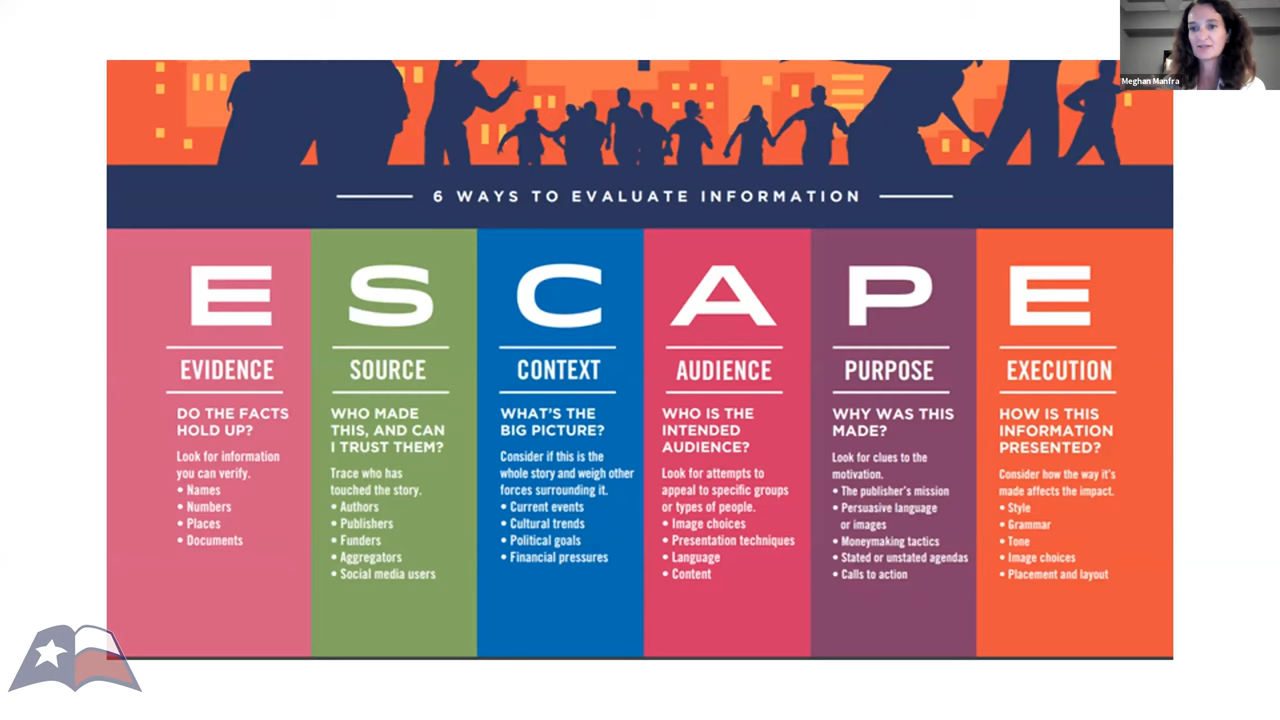 Meghan Manfra
6 WAYS TO EVALUATE INFORMATION
E
EVIDENCE
DO THE FACTS
HOLD UP?
Look for information
you can verify.
• Names
• Numbers
• Places
• Documents
S
SOURCE
WHO MADE
THIS, AND CAN
I TRUST THEM?
Trace who has
touched the story.
• Authors
• Publishers
• Funders
• Aggregators
• Social media users
C
CONTEXT
WHAT'S THE
BIG PICTURE?
Consider if this is the
whole story and weigh other
forces surrounding it.
• Current events
• Cultural trends
• Political goals
• Financial pressures
A
AUDIENCE
WHO IS THE
INTENDED
AUDIENCE?
Look for attempts to
appeal to specific groups
or types of people.
• Image choices
• Presentation techniques
• Language
• Content
P
PURPOSE
WHY WAS THIS
MADE?
Look for clues to the
motivation.
• The publisher's mission
• Persuasive language
or images
• Moneymaking tactics
• Stated or unstated agendas
• Calls to action
E
EXECUTION
HOW IS THIS
INFORMATION
PRESENTED?
Consider how the way it's
made affects the impact.
• Style
• Grammar
• Tone
• Image choices
• Placement and layout